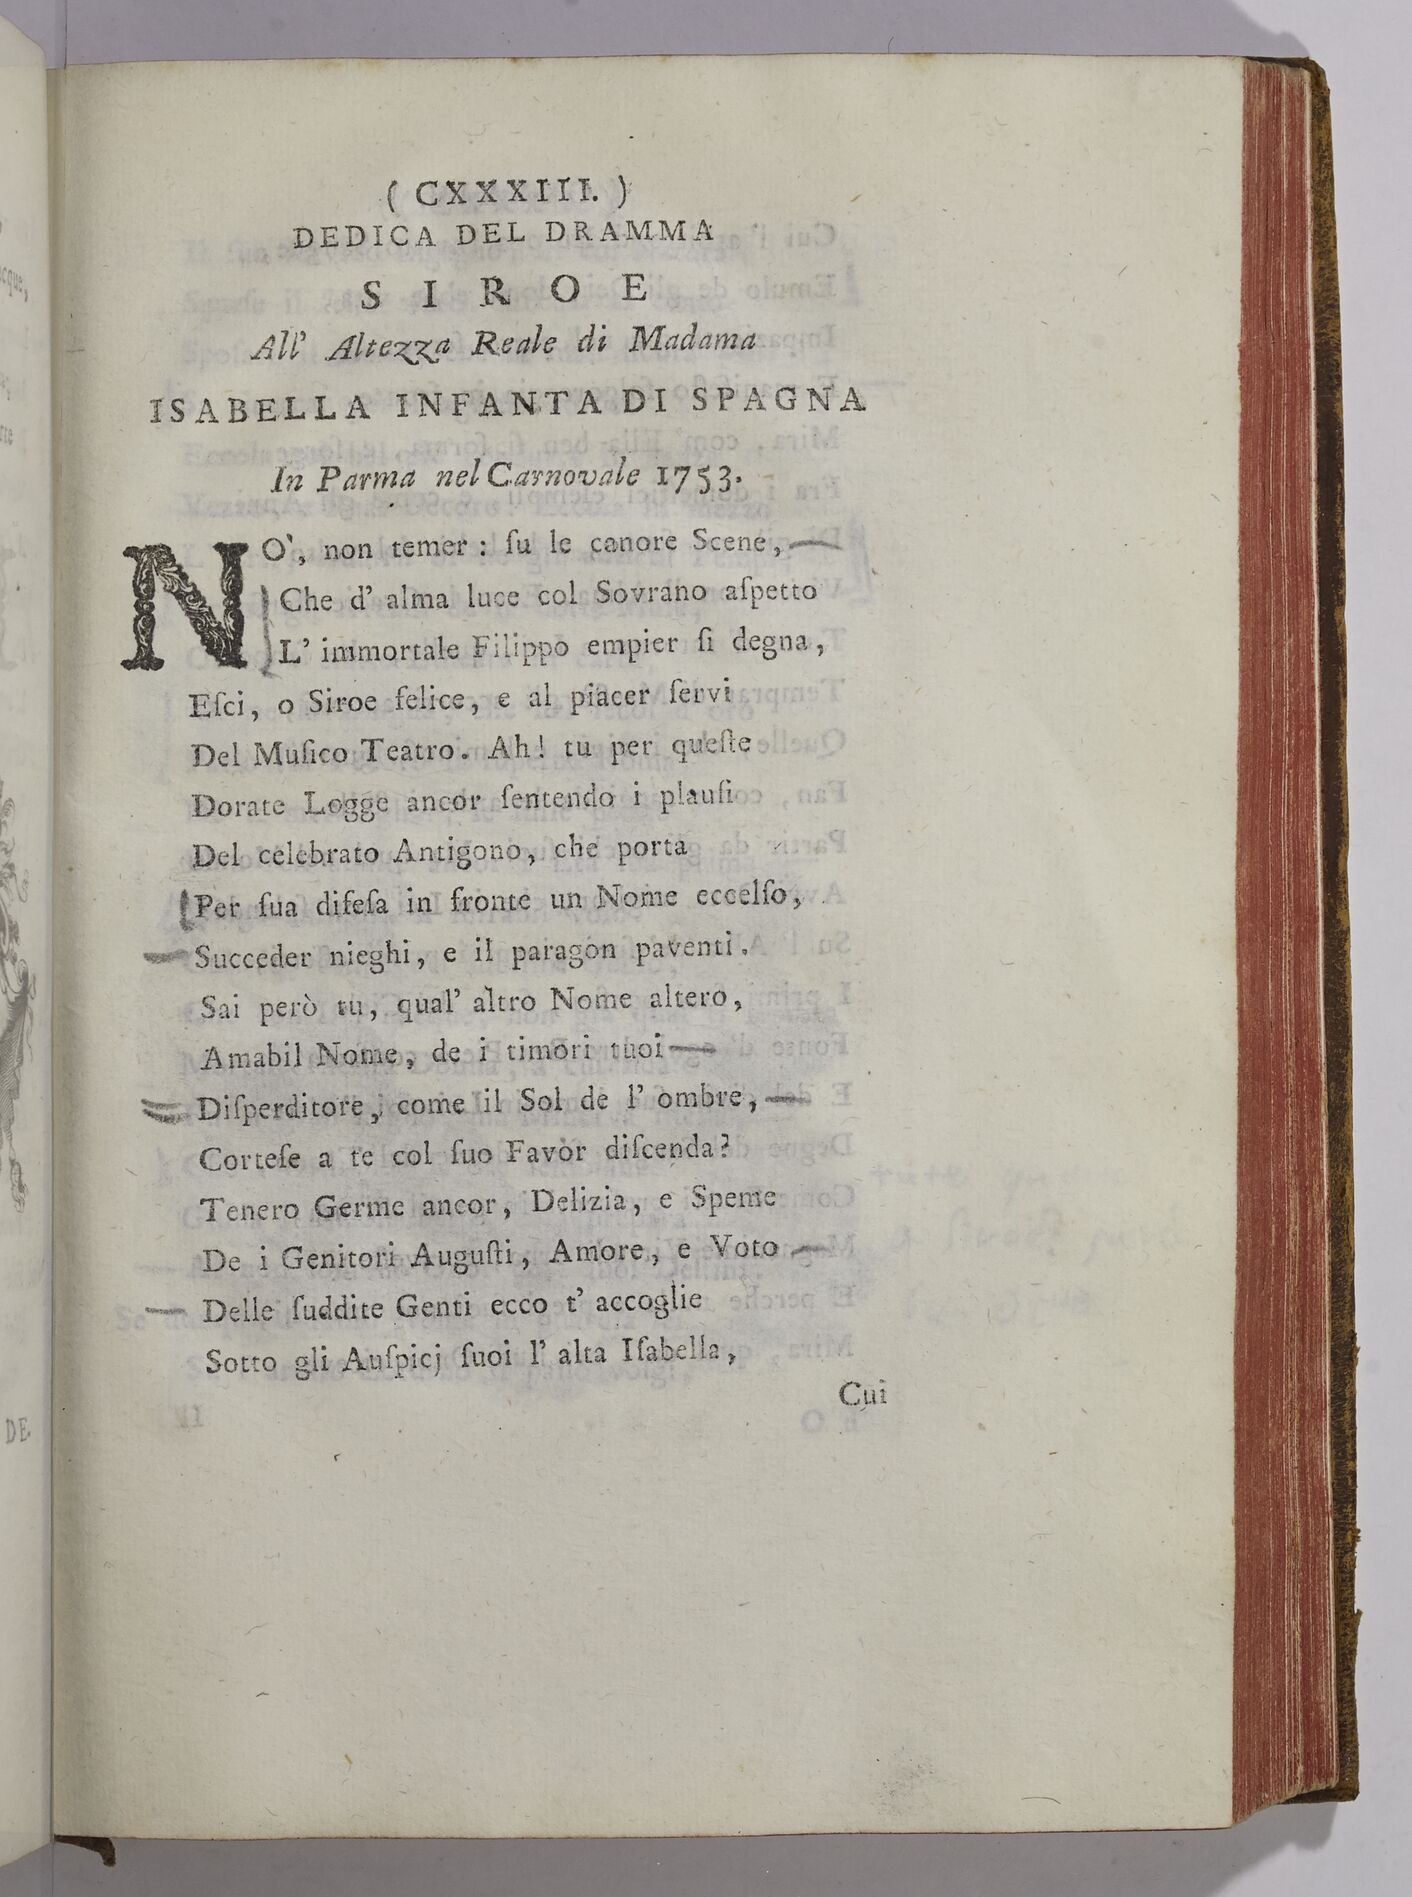 ( CXXXIII. )
DEDICA DEL DRAMMA
SIROE
All' Altezza Reale di Madama
ISABELLA INFANTA DI SPAGNA
In Parma nel Carnovale 1753.
NO', non temer : ſu le canore Scene,
Che d' alma luce col Sovrano aſpetto
L' immortale Filippo empier ſi degna,
Eſci, o Siroe felice, e al piacer ſervi
Del Muſico Teatro. Ah! tu per queſte
Dorate Logge ancor ſentendo i plauſi
Del celebrato Antigono, che porta
Per ſua difeſa in fronte un Nome eccelſo,
Succeder nieghi, e il paragon paventi.
Sai però tu, qual' altro Nome altero,
Amabil Nome, de i timori tuoi
Diſperditore, come il Sol de l' ombre,
Corteſe a te col ſuo Favor diſcenda?
Tenero Germe ancor, Delizia, e Speme
De i Genitori Auguſti, Amore, e Voto
Delle ſuddite Genti ecco t' accoglie
Sotto gli Auſpicj ſuoi l' alta Iſabella,
Cui
DE